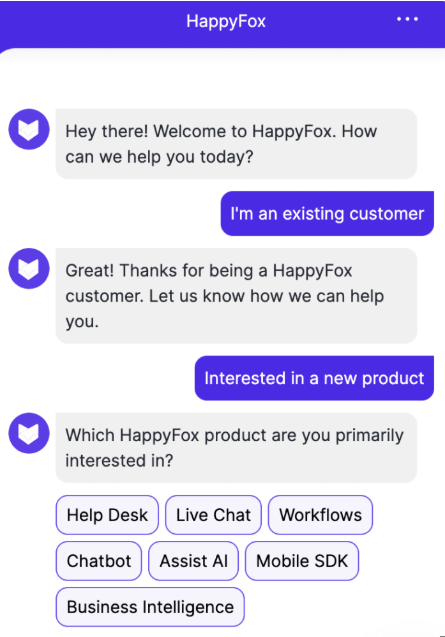 HappyFox
Hey there! Welcome to HappyFox. How
can we help you today?
I'm an existing customer
Great! Thanks for being a HappyFox
customer. Let us know how we can help
you.
Interested in a new product
Which HappyFox product are you primarily
interested in?
Help Desk Live Chat Workflows
Chatbot Assist AI Mobile SDK
Business Intelligence